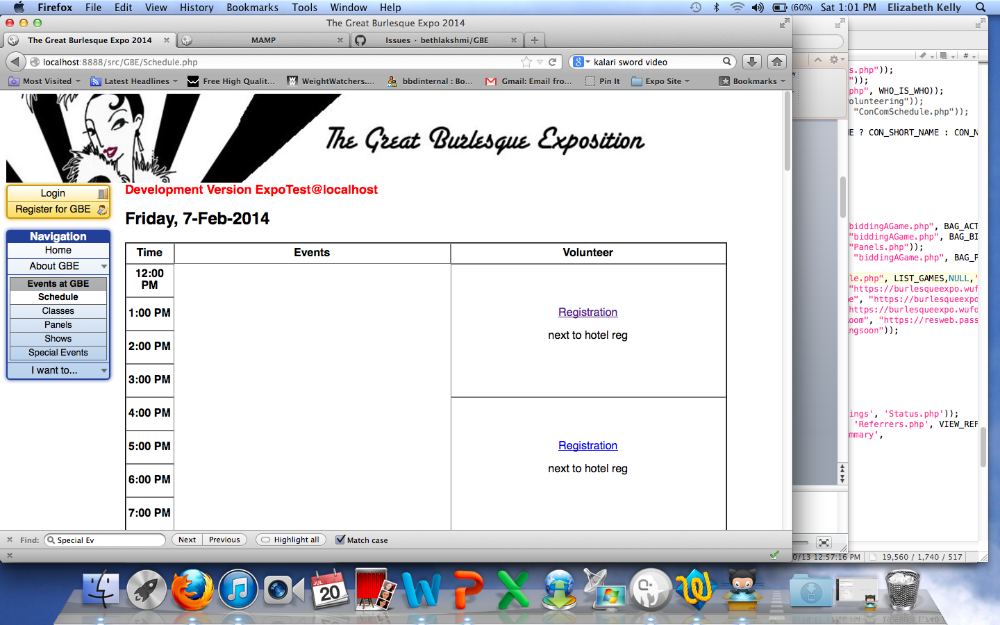 Firefox File Edit View History Bookmarks Tools Window Help (60%) Sat 1:01 PM Elizabeth Kelly
The Great Burlesque Expo 2014
The Great Burlesque Expo 2014 MAMP Issues · bethlakshmi/GBE
localhost:8888/src/GBE/Schedule.php kalari sword video
Most Visited Latest Headlines Free High Qualit... WeightWatchers.... bbdinternal : Bo... Gmail: Email fro... Pin It Expo Site Bookmarks
The Great Burlesque Exposition
Login
Register for GBE
Navigation
Home
About GBE
Events at GBE
Schedule
Classes
Panels
Shows
Special Events
I want to...
Development Version ExpoTest@localhost
Friday, 7-Feb-2014
Time Events Volunteer
12:00 PM
1:00 PM
2:00 PM
3:00 PM
4:00 PM
5:00 PM
6:00 PM
7:00 PM
Registration
next to hotel reg
Registration
next to hotel reg
Find: Special Ev Next Previous Highlight all Match case
s.php"));
"));
php", WHO_IS_WHO));
olunteering"));
"ConComSchedule.php"));
E ? CON_SHORT_NAME : CON_N
biddingAGame.php", BAG_ACT
"biddingAGame.php", BAG_BI
"Panels.php"));
"biddingAGame.php", BAG_P
le.php", LIST_GAMES,NULL,"
"https://burlesqueexpo.wuf
e", "https://burlesqueexpo
https://burlesqueexpo.wufo
oom", "https://resweb.pass
ngsoon"));
ings', 'Status.php'));
'Referrers.php', VIEW_REF
mmary',
0/13 12:57:16 PM 19,560 / 1,740 / 517
JUL
20